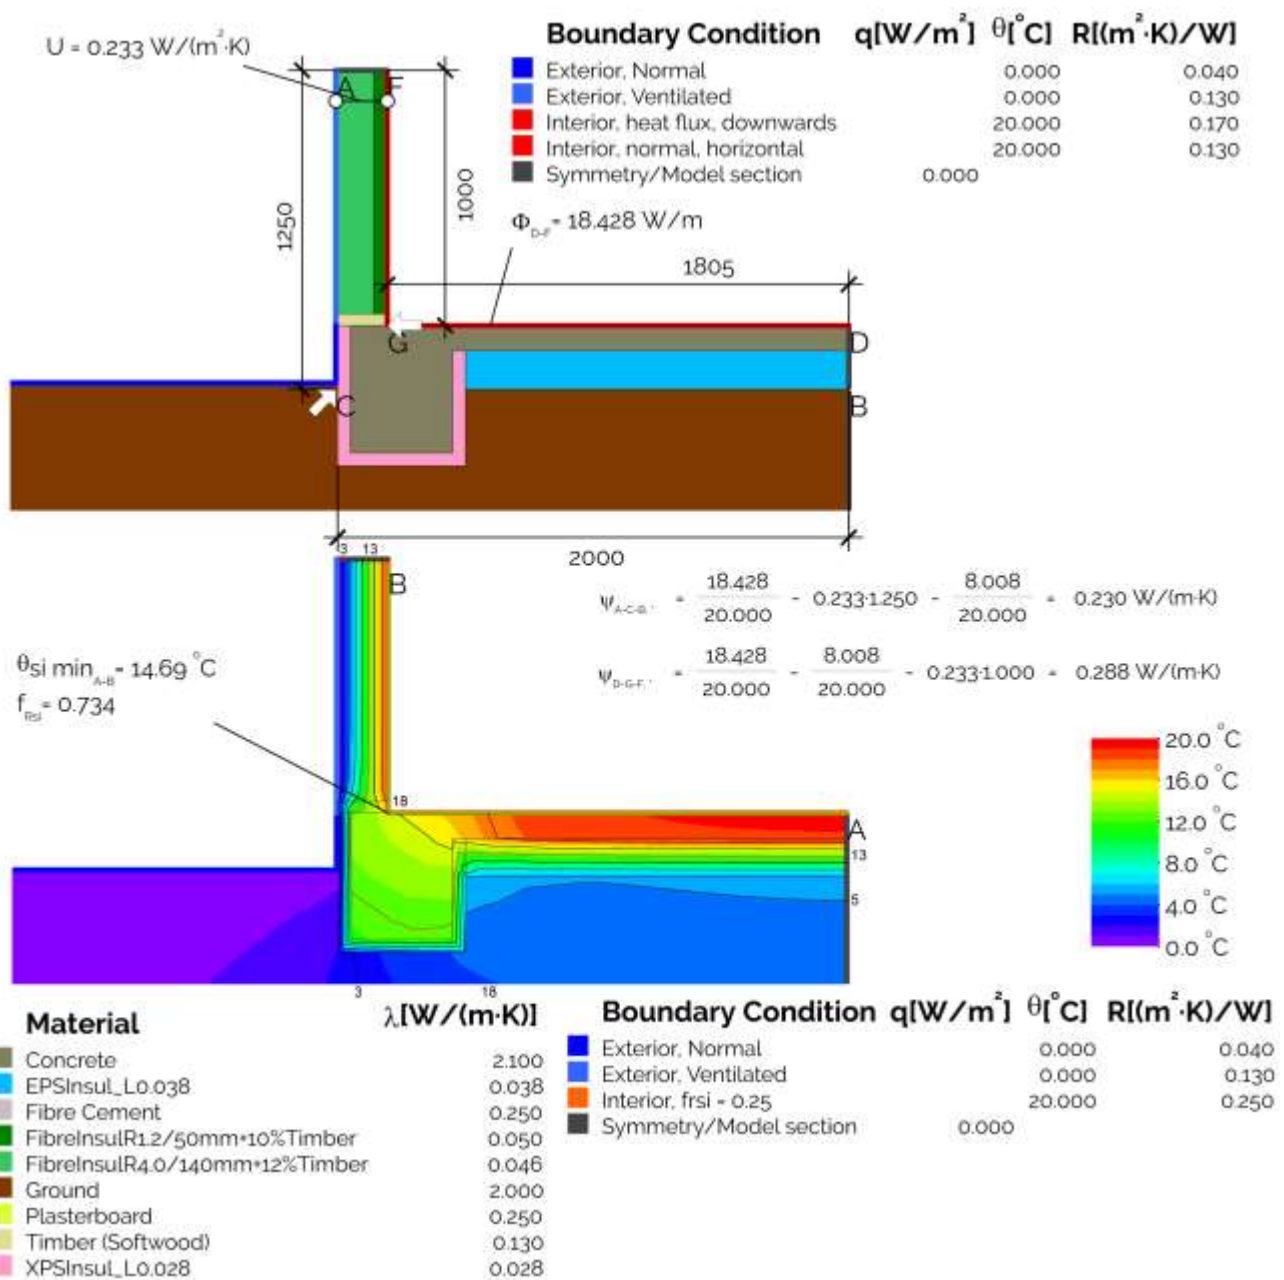 U = 0.233 W/(m²·K)
Boundary Condition q[W/m²] θ[°C] R[(m²·K)/W]
Exterior, Normal 0.000 0.040
Exterior, Ventilated 0.000 0.130
Interior, heat flux, downwards 20.000 0.170
Interior, normal, horizontal 20.000 0.130
Symmetry/Model section 0.000
A F
1250
1000
Φ D-F = 18.428 W/m
1805
G
D
C
B
2000
3 13
B
ψ A-C-B, * = 18.428/20.000 - 0.233·1.250 - 8.008/20.000 = 0.230 W/(m·K)
ψ D-G-F, * = 18.428/20.000 - 8.008/20.000 - 0.233·1.000 = 0.288 W/(m·K)
θsi min A-B = 14.69 °C
f Rsi = 0.734
18
A
13
5
3 18
20.0 °C
16.0 °C
12.0 °C
8.0 °C
4.0 °C
0.0 °C
Material λ[W/(m·K)]
Concrete 2.100
EPSInsul_L0.038 0.038
Fibre Cement 0.250
FibreInsulR1.2/50mm+10%Timber 0.050
FibreInsulR4.0/140mm+12%Timber 0.046
Ground 2.000
Plasterboard 0.250
Timber (Softwood) 0.130
XPSInsul_L0.028 0.028
Boundary Condition q[W/m²] θ[°C] R[(m²·K)/W]
Exterior, Normal 0.000 0.040
Exterior, Ventilated 0.000 0.130
Interior, frsi = 0.25 20.000 0.250
Symmetry/Model section 0.000